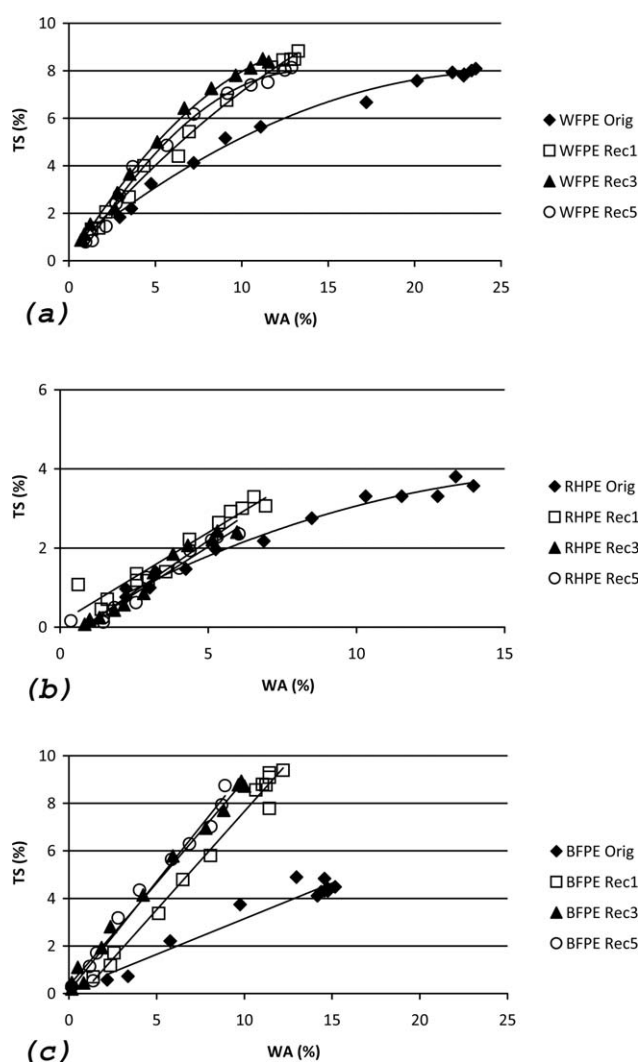 10
8
6
4
2
0
TS (%)
0 5 10 15 20 25
WA (%)
(a)
WFPE Orig
WFPE Rec1
WFPE Rec3
WFPE Rec5
6
4
2
0
TS (%)
0 5 10 15
WA (%)
(b)
RHPE Orig
RHPE Rec1
RHPE Rec3
RHPE Rec5
10
8
6
4
2
0
TS (%)
0 5 10 15 20 25
WA (%)
(c)
BFPE Orig
BFPE Rec1
BFPE Rec3
BFPE Rec5